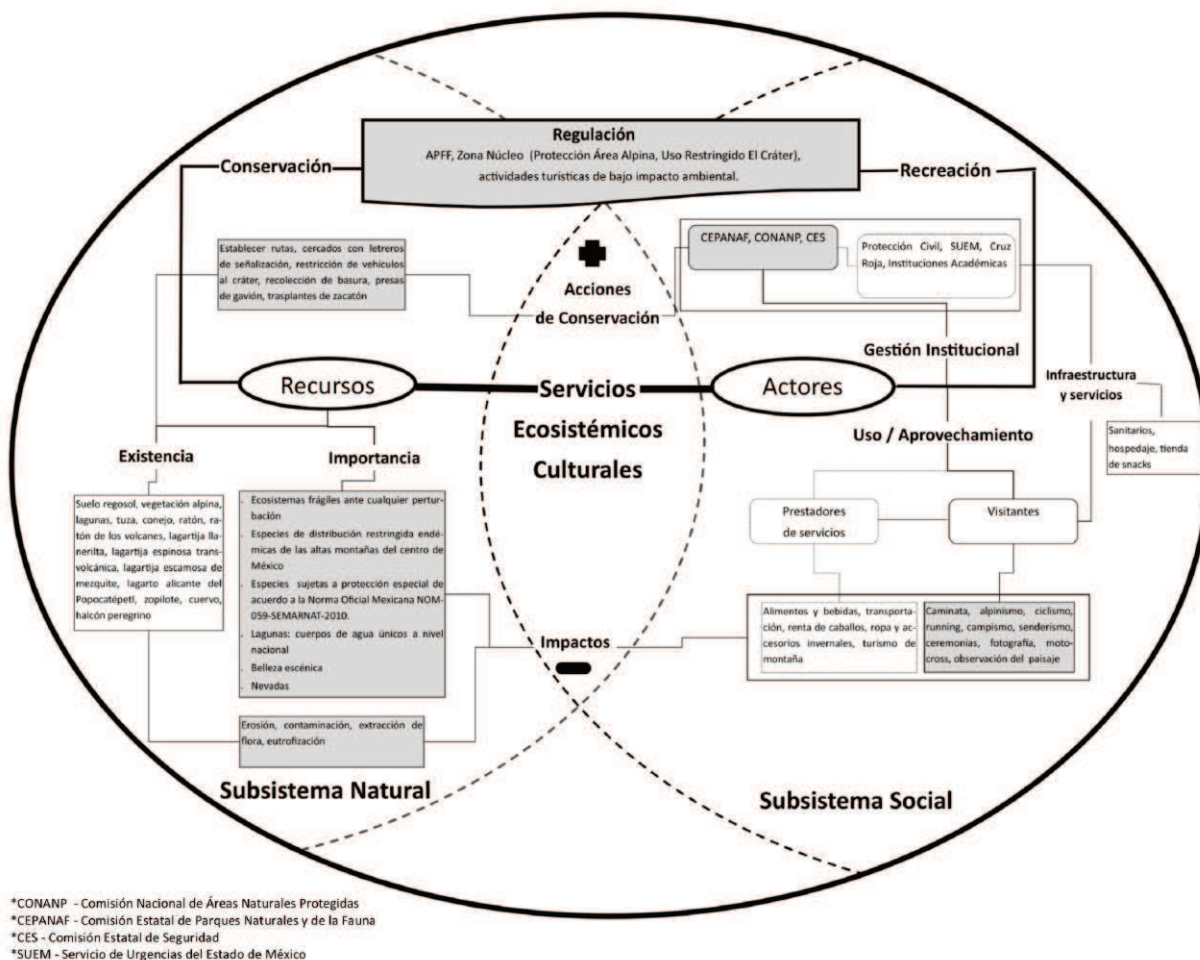 Regulación
APFF, Zona Núcleo (Protección Área Alpina, Uso Restringido El Cráter),
actividades turísticas de bajo impacto ambiental.
Conservación
Recreación
Establecer rutas, cercados con letreros
de señalización, restricción de vehículos
al cráter, recolección de basura, presas
de gavión, trasplantes de zacatón
Acciones
de Conservación
CEPANAF, CONANP, CES
Protección Civil, SUEM, Cruz
Roja, Instituciones Académicas
Gestión Institucional
Recursos
Servicios
Ecosistémicos
Culturales
Actores
Infraestructura
y servicios
Sanitarios,
hospedaje, tienda
de snacks
Existencia
Importancia
Uso / Aprovechamiento
Suelo regosol, vegetación alpina,
lagunas, tuza, conejo, ratón, ra-
tón de los volcanes, lagartija lla-
nerilta, lagartija espinosa trans-
volcánica, lagartija escamosa de
mezquite, lagarto alicante del
Popocatépetl, zopilote, cuervo,
halcón peregrino
. Ecosistemas frágiles ante cualquier pertur-
bación
. Especies de distribución restringida endé-
micas de las altas montañas del centro de
México
. Especies sujetas a protección especial de
acuerdo a la Norma Oficial Mexicana NOM-
059-SEMARNAT-2010.
. Lagunas: cuerpos de agua únicos a nivel
nacional
. Belleza escénica
. Nevadas
Prestadores
de servicios
Visitantes
Impactos
Alimentos y bebidas, transporta-
ción, renta de caballos, ropa y ac-
cesorios invernales, turismo de
montaña
Caminata, alpinismo, ciclismo,
running, campismo, senderismo,
ceremonias, fotografía, moto-
cross, observación del paisaje
Erosión, contaminación, extracción de
flora, eutrofización
Subsistema Natural
Subsistema Social
*CONANP - Comisión Nacional de Áreas Naturales Protegidas
*CEPANAF - Comisión Estatal de Parques Naturales y de la Fauna
*CES - Comisión Estatal de Seguridad
*SUEM - Servicio de Urgencias del Estado de México